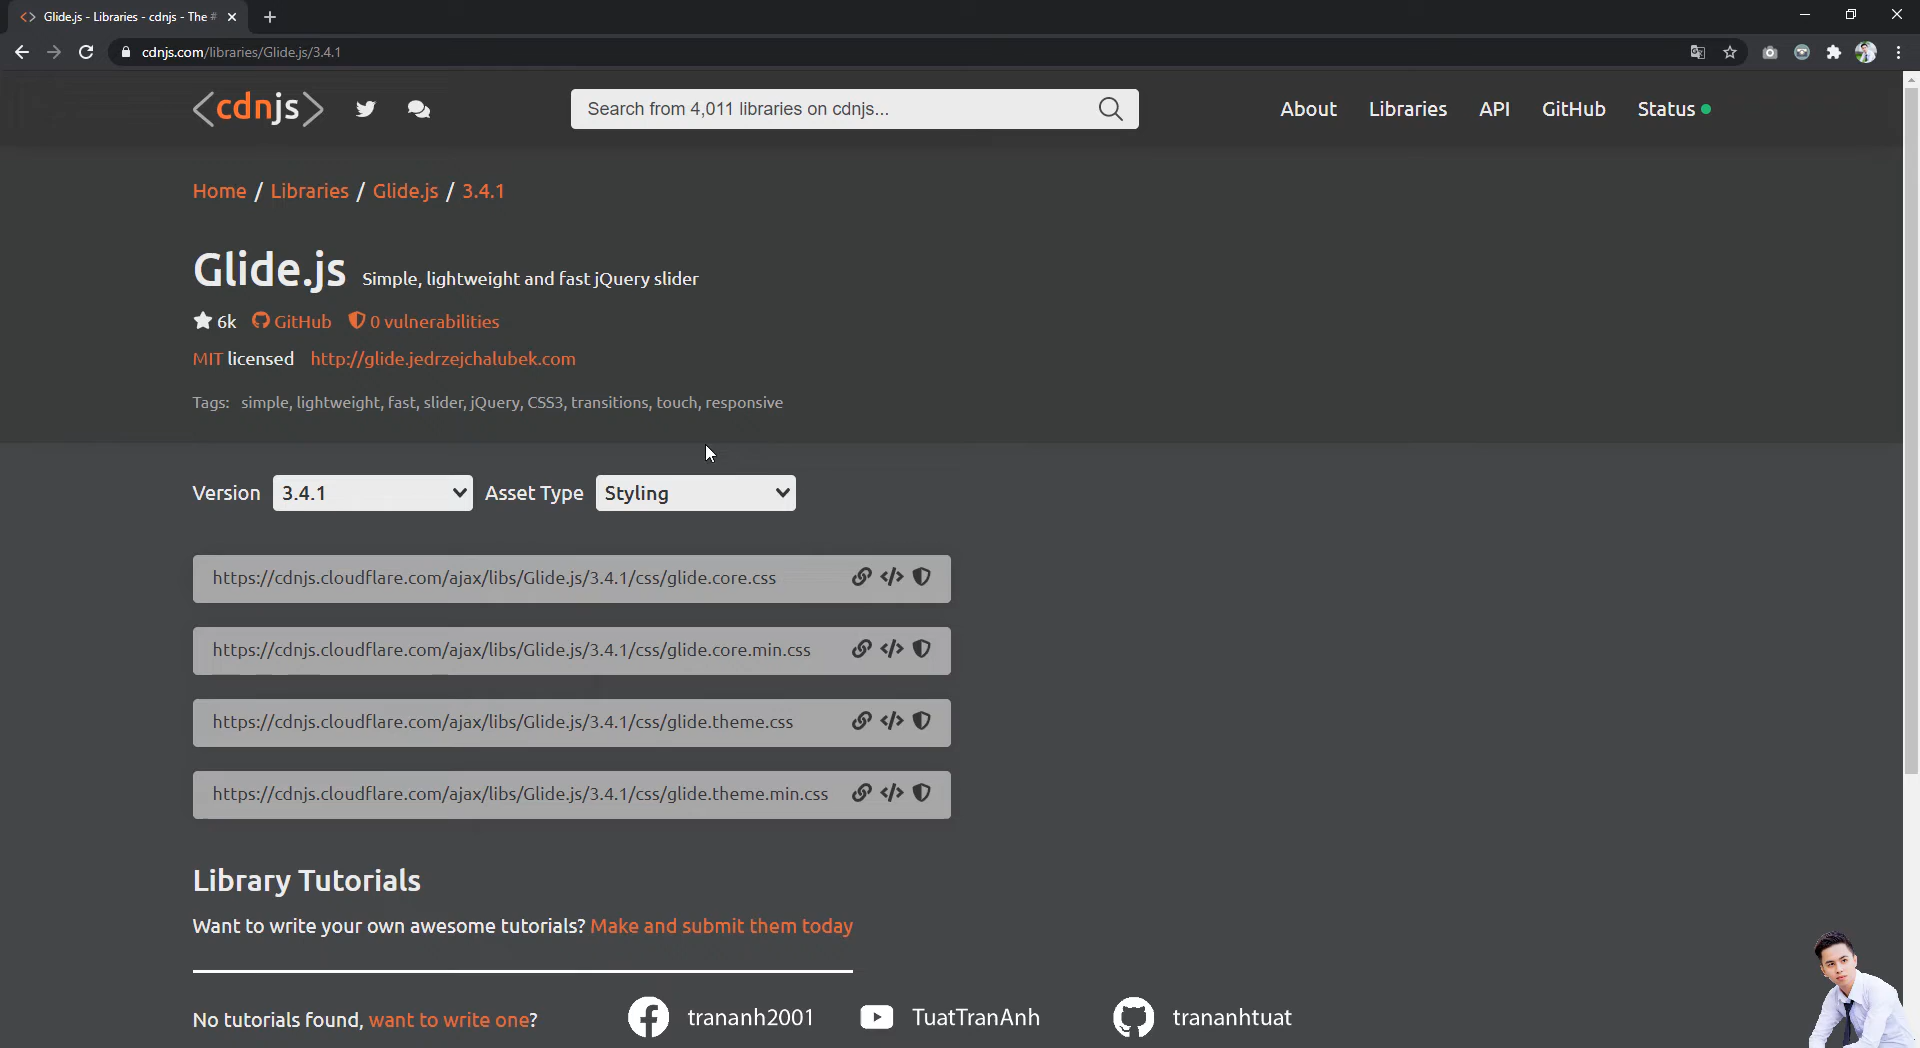 Glide.js - Libraries - cdnjs - The #
cdnjs.com/libraries/Glide.js/3.4.1
<cdnjs>
Search from 4,011 libraries on cdnjs...
About
Libraries
API
GitHub
Status
Home / Libraries / Glide.js / 3.4.1
Glide.js Simple, lightweight and fast jQuery slider
6k GitHub 0 vulnerabilities
MIT licensed http://glide.jedrzejchalubek.com
Tags: simple, lightweight, fast, slider, jQuery, CSS3, transitions, touch, responsive
Version 3.4.1 Asset Type Styling
https://cdnjs.cloudflare.com/ajax/libs/Glide.js/3.4.1/css/glide.core.css
https://cdnjs.cloudflare.com/ajax/libs/Glide.js/3.4.1/css/glide.core.min.css
https://cdnjs.cloudflare.com/ajax/libs/Glide.js/3.4.1/css/glide.theme.css
https://cdnjs.cloudflare.com/ajax/libs/Glide.js/3.4.1/css/glide.theme.min.css
Library Tutorials
Want to write your own awesome tutorials? Make and submit them today
No tutorials found, want to write one?
trananh2001
TuatTranAnh
trananhtuat